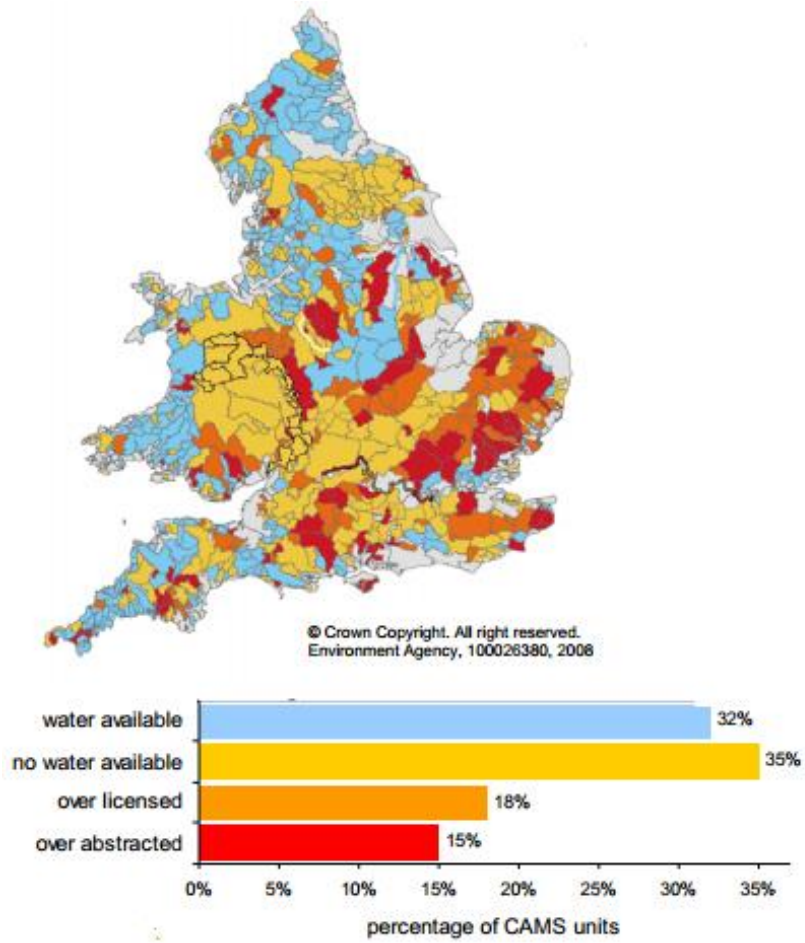 © Crown Copyright. All right reserved.
Environment Agency, 100026380, 2008
water available
32%
no water available
35%
over licensed
18%
over abstracted
15%
0% 5% 10% 15% 20% 25% 30% 35%
percentage of CAMS units